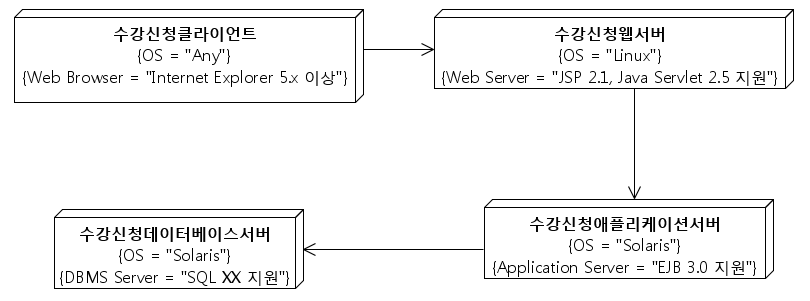 수강신청클라이언트
{OS = "Any"}
{Web Browser = "Internet Explorer 5.x 이상"}
수강신청웹서버
{OS = "Linux"}
{Web Server = "JSP 2.1, Java Servlet 2.5 지원"}
수강신청데이터베이스서버
{OS = "Solaris"}
{DBMS Server = "SQL XX 지원"}
수강신청애플리케이션서버
{OS = "Solaris"}
{Application Server = "EJB 3.0 지원"}